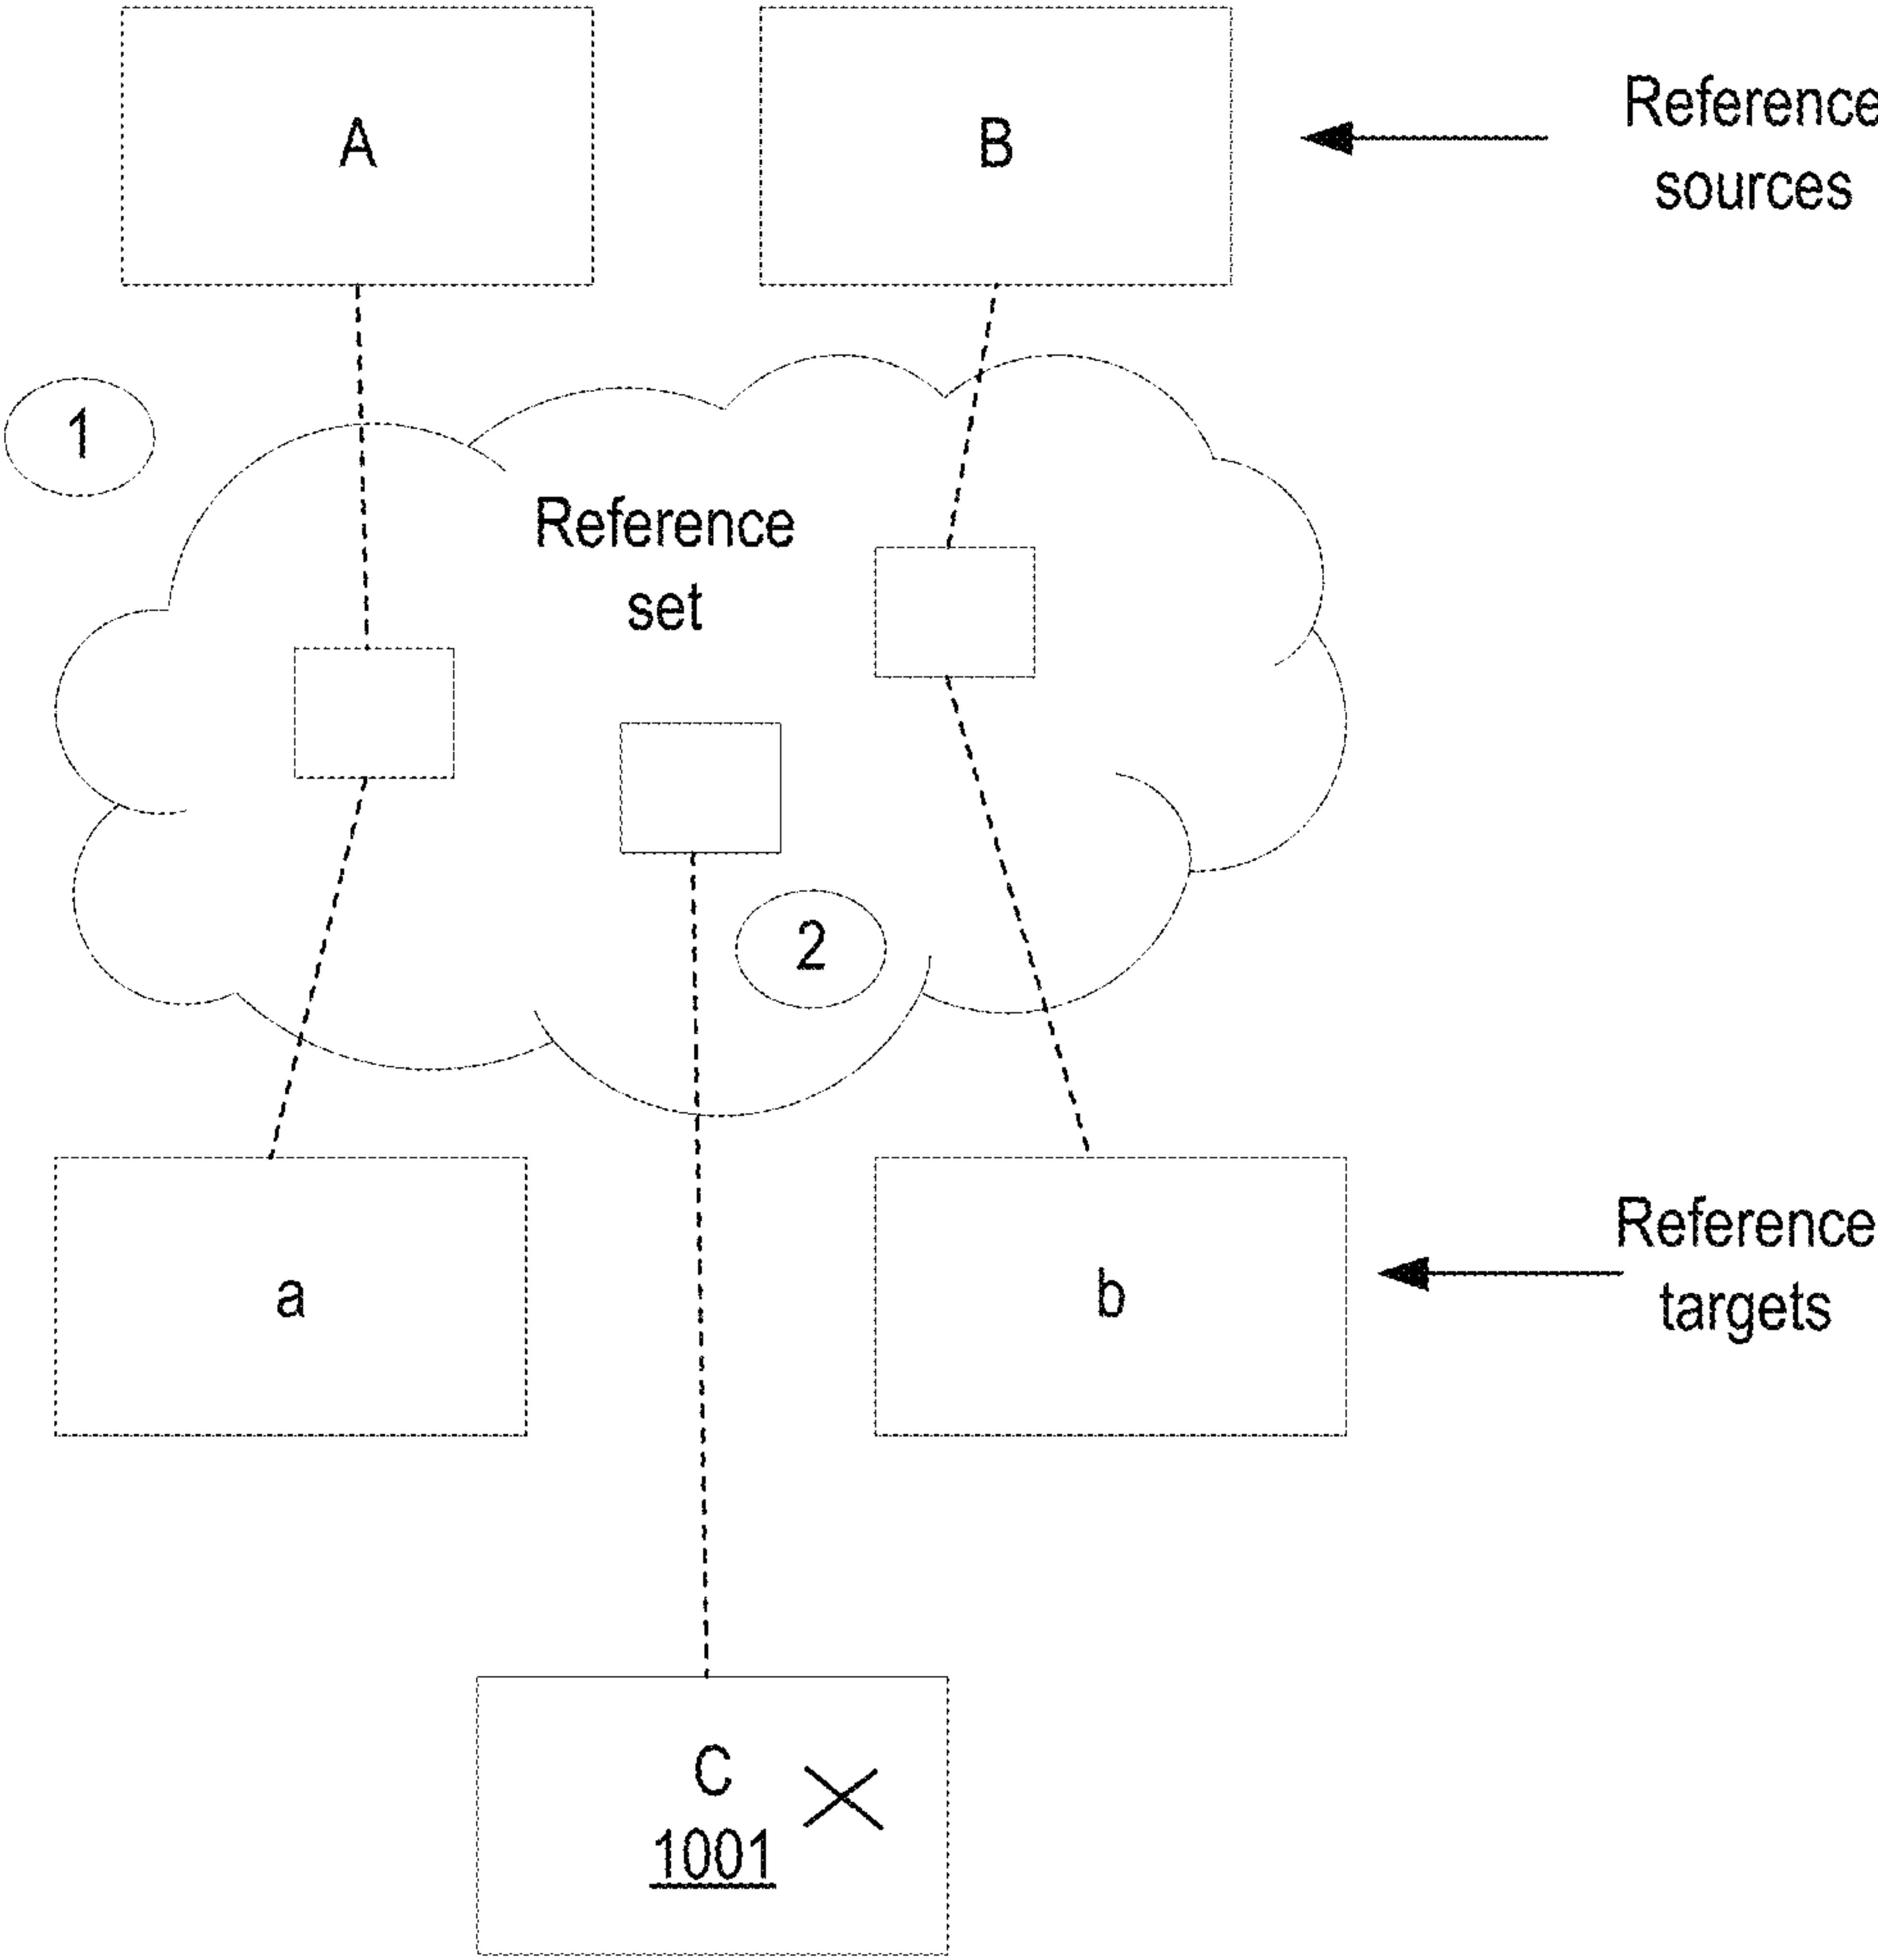 A
B
Reference
sources
1
Reference
set
2
a
b
Reference
targets
C
1001